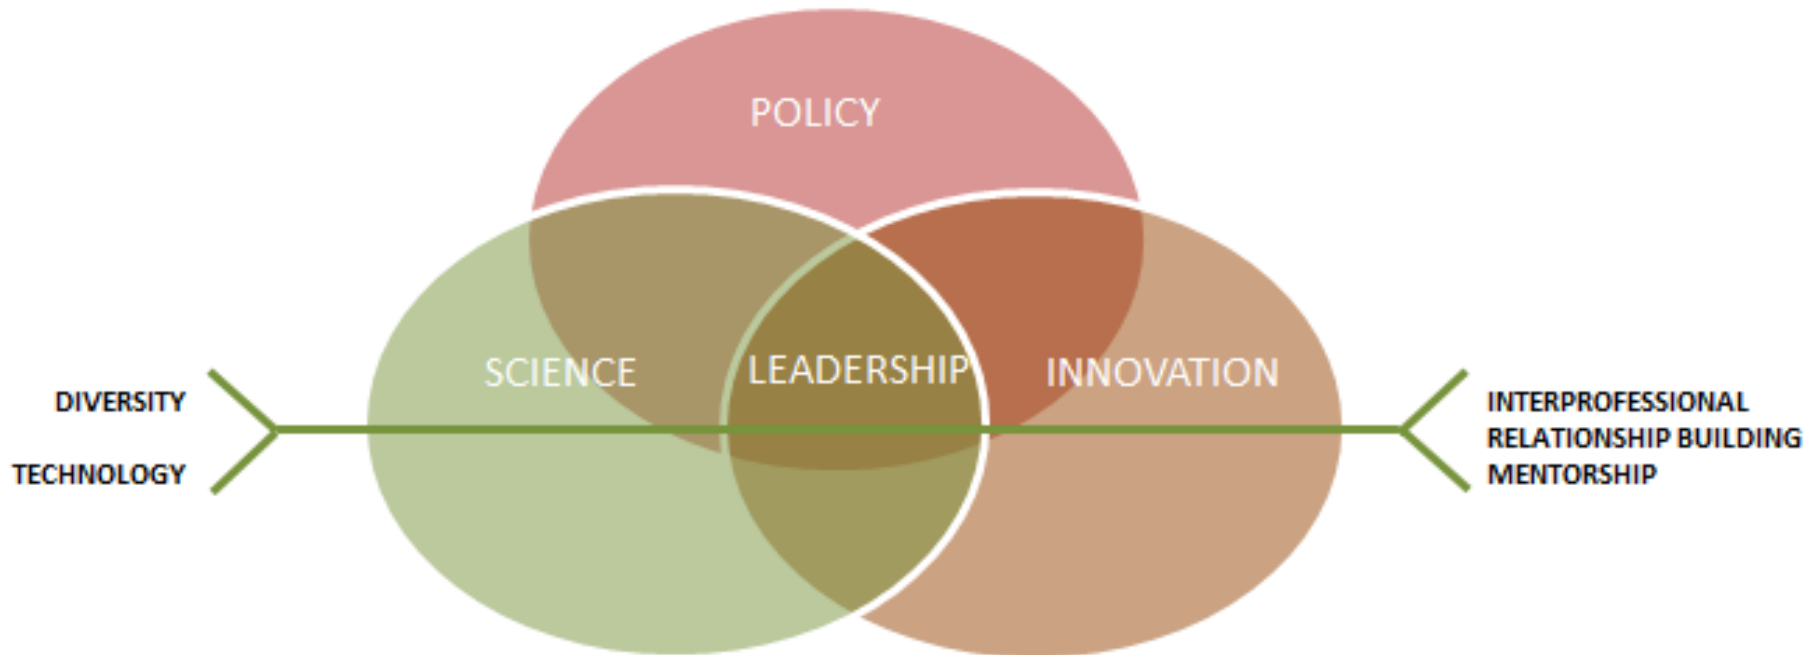 POLICY
SCIENCE
LEADERSHIP
INNOVATION
DIVERSITY
TECHNOLOGY
INTERPROFESSIONAL
RELATIONSHIP BUILDING
MENTORSHIP